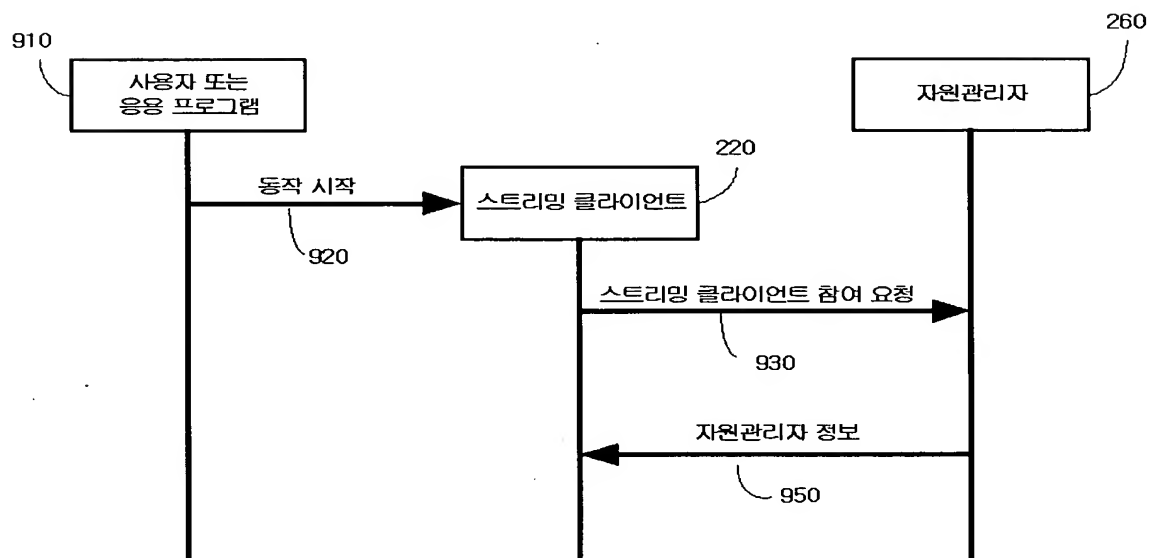 910
사용자 또는
응용 프로그램
260
자원관리자
동작 시작
920
220
스트리밍 클라이언트
스트리밍 클라이언트 참여 요청
930
자원관리자 정보
950